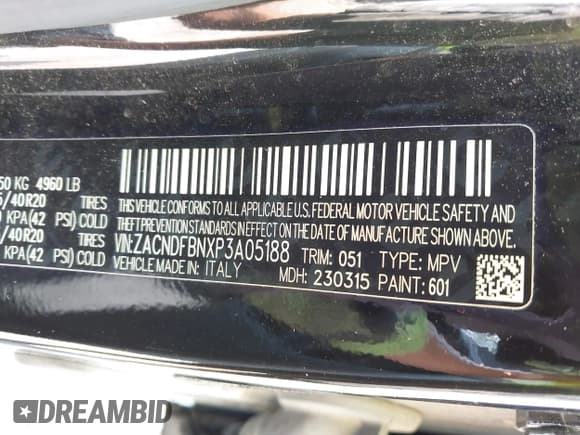 50 KG 4960 LB
/40R20 TIRES
KPA(42 PSI) COLD
/40R20 TIRES
KPA(42 PSI) COLD
THIS VEHICLE CONFORMS TO ALL APPLICABLE U.S. FEDERAL MOTOR VEHICLE SAFETY AND
THEFT PREVENTION STANDARDS IN EFFECT ON THE DATE OF MANUFACTURE SHOWN ABOVE.
VIN: ZACNDFBNXP3A05188 TRIM: 051 TYPE: MPV
VEHICLE MADE IN: ITALY MDH: 230315 PAINT: 601
DREAMBID